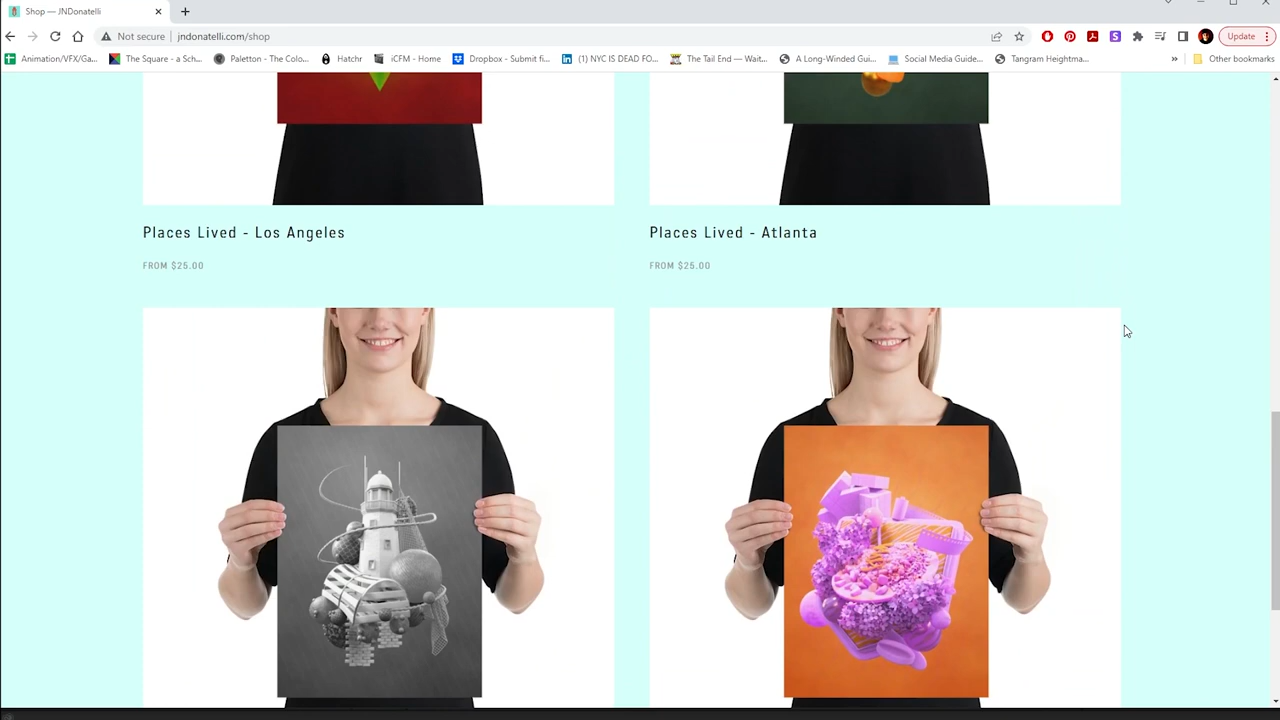 Shop — JNDonatelli
Not secure | jndonatelli.com/shop
Update
Animation/VFX/Ga...
The Square - a Sch...
Paletton - The Colo...
Hatchr
iCFM - Home
Dropbox - Submit fi...
(1) NYC IS DEAD FO...
The Tail End — Wait...
A Long-Winded Gui...
Social Media Guide...
Tangram Heightma...
»
Other bookmarks
Places Lived - Los Angeles
Places Lived - Atlanta
FROM $25.00
FROM $25.00